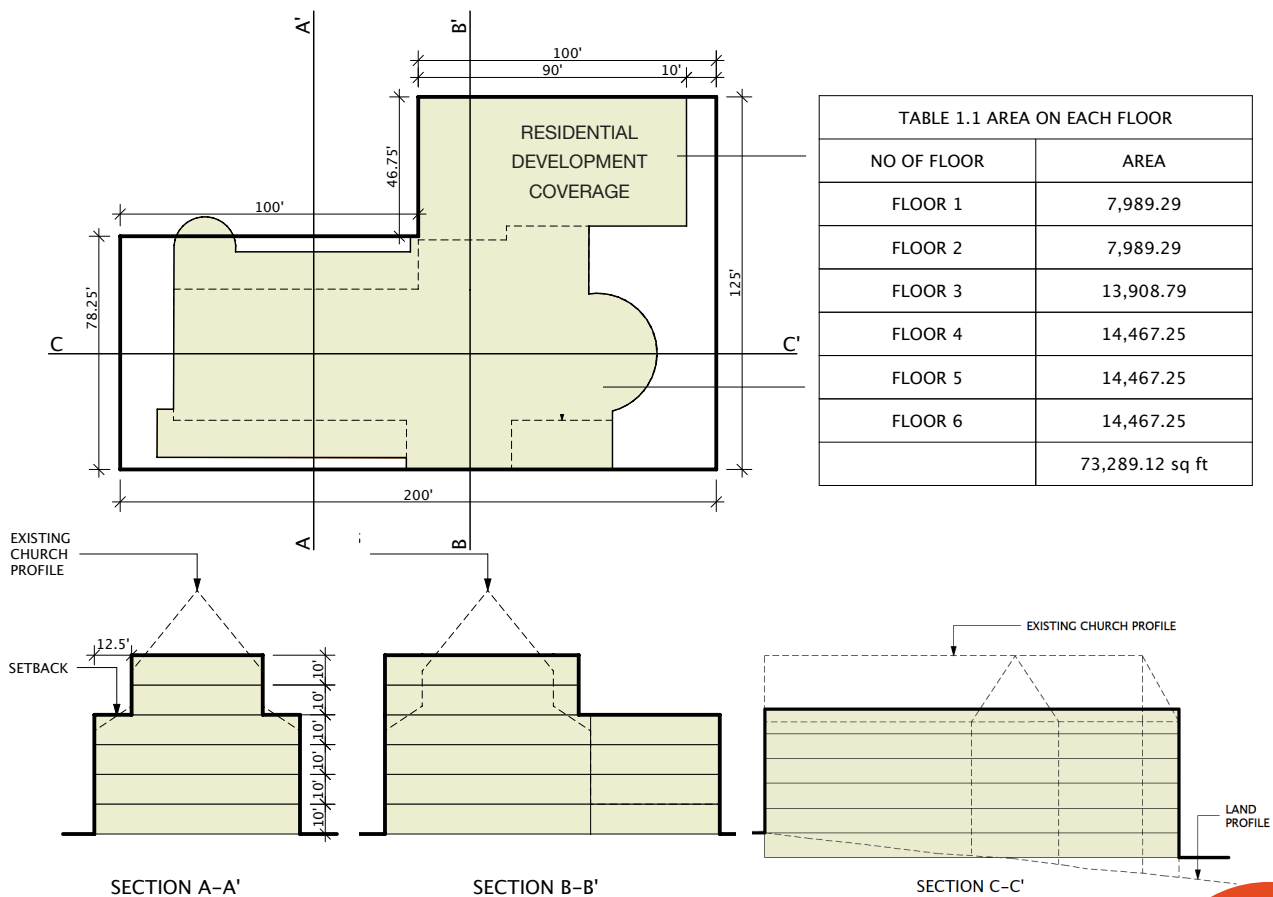 A'
B'
100'
90'
10'
RESIDENTIAL
DEVELOPMENT
COVERAGE
46.75'
100'
78.25'
125'
C
C'
200'
A
B
TABLE 1.1 AREA ON EACH FLOOR
NO OF FLOOR AREA
FLOOR 1 7,989.29
FLOOR 2 7,989.29
FLOOR 3 13,908.79
FLOOR 4 14,467.25
FLOOR 5 14,467.25
FLOOR 6 14,467.25
73,289.12 sq ft
EXISTING
CHURCH
PROFILE
12.5'
SETBACK
10'
10'
10'
10'
10'
10'
SECTION A-A'
SECTION B-B'
EXISTING CHURCH PROFILE
LAND
PROFILE
SECTION C-C'